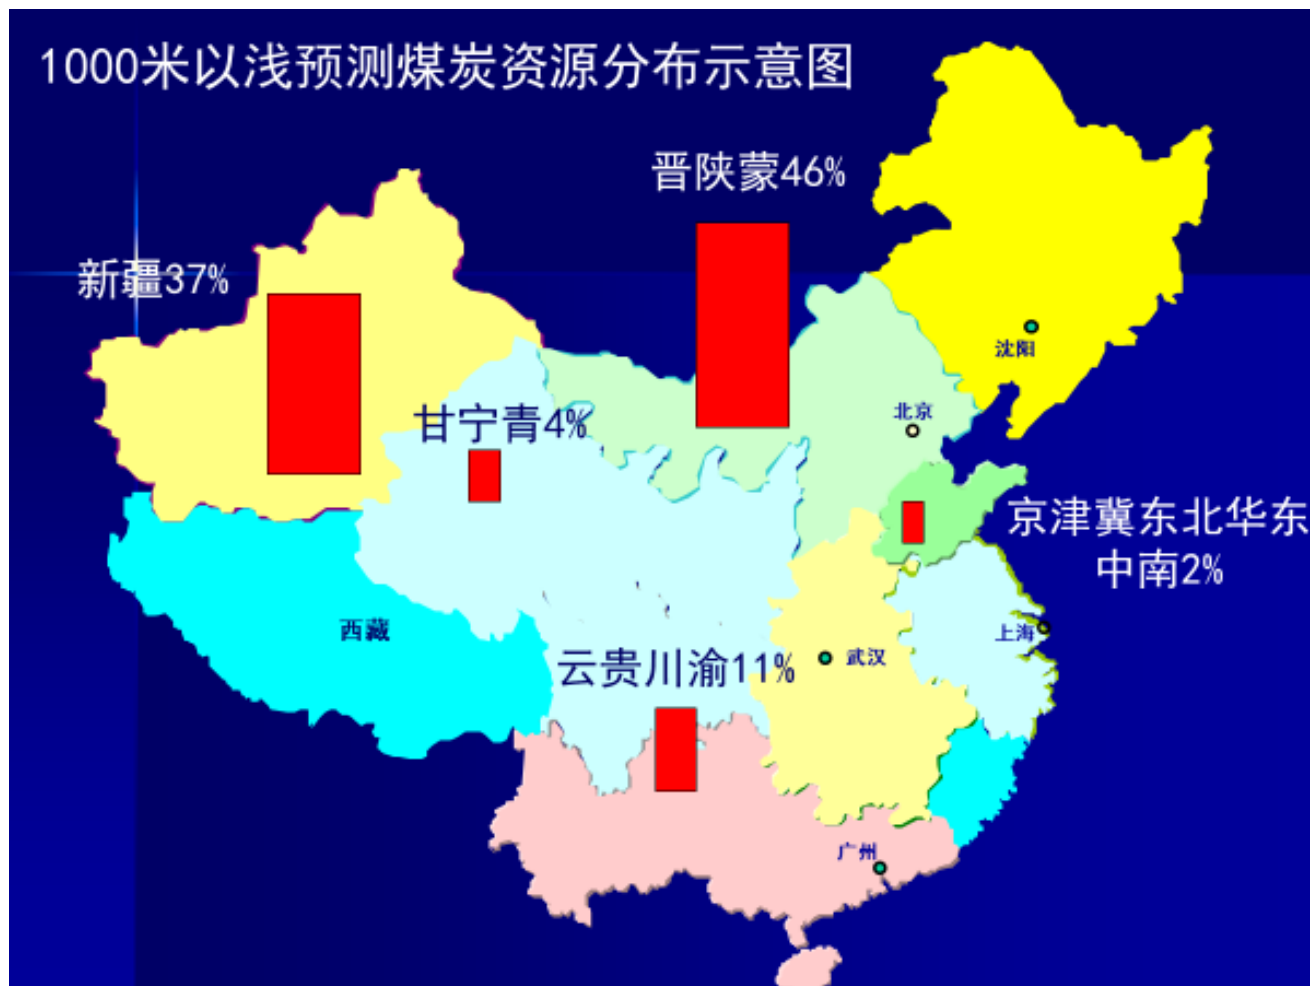 1000米以浅预测煤炭资源分布示意图
晋陕蒙46%
新疆37%
沈阳
甘宁青4%
北京
京津冀东北华东
中南2%
西藏
上海
云贵川渝11%
武汉
广州